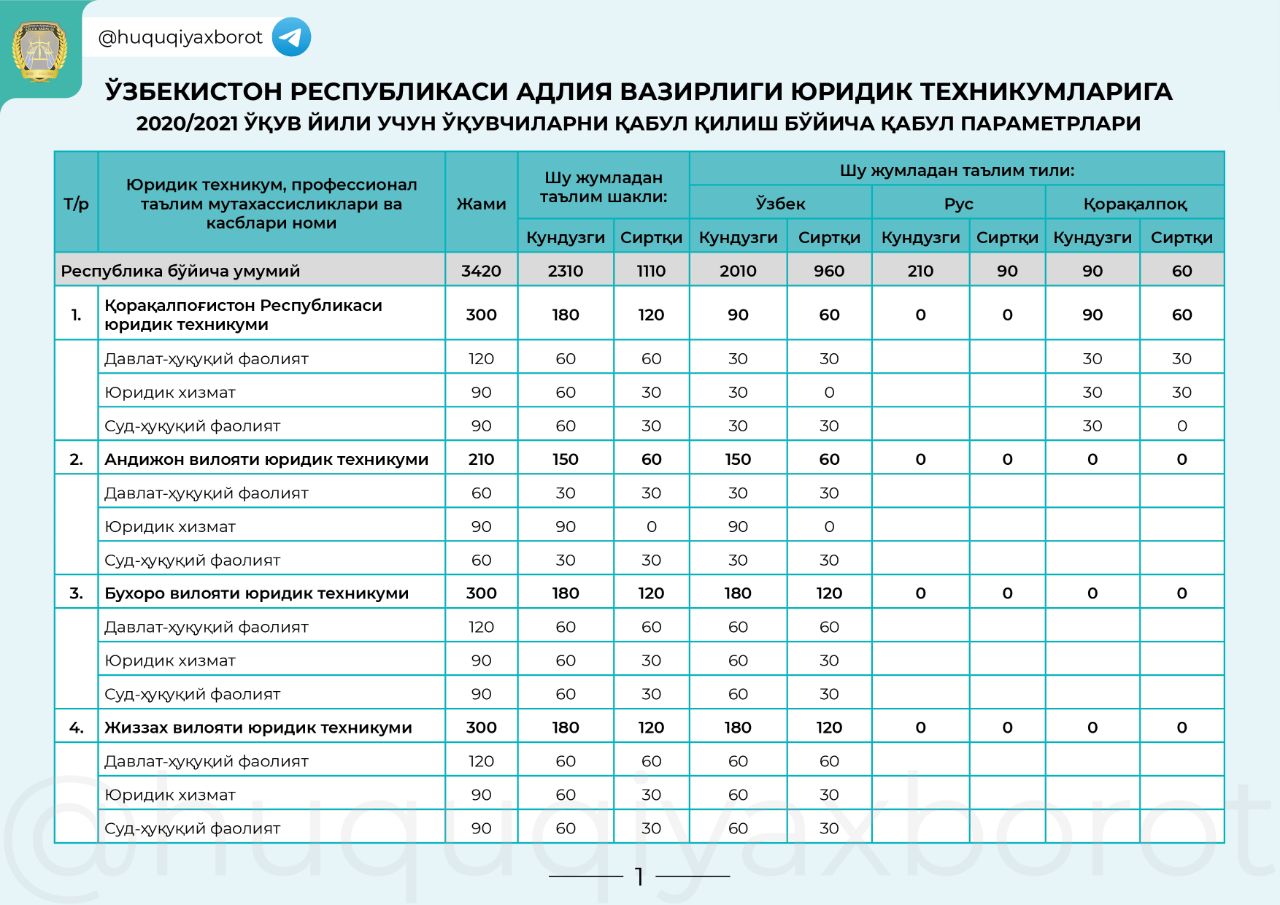 @huquqiyaxborot
ЎЗБЕКИСТОН РЕСПУБЛИКАСИ АДЛИЯ ВАЗИРЛИГИ ЮРИДИК ТЕХНИКУМЛАРИГА
2020/2021 ЎҚУВ ЙИЛИ УЧУН ЎҚУВЧИЛАРНИ ҚАБУЛ ҚИЛИШ БЎЙИЧА ҚАБУЛ ПАРАМЕТРЛАРИ
Т/р
Юридик техникум, профессионал
таълим мутахассисликлари ва
касблари номи
Жами
Шу жумладан
таълим шакли:
Шу жумладан таълим тили:
Ўзбек Рус Қорақалпоқ
Кундузги Сиртқи Кундузги Сиртқи Кундузги Сиртқи Кундузги Сиртқи
Республика бўйича умумий 3420 2310 1110 2010 960 210 90 90 60
1. Қорақалпоғистон Республикаси
юридик техникуми 300 180 120 90 60 0 0 90 60
Давлат-ҳуқуқий фаолият 120 60 60 30 30 30 30
Юридик хизмат 90 60 30 30 0 30 30
Суд-ҳуқуқий фаолият 90 60 30 30 30 30 0
2. Андижон вилояти юридик техникуми 210 150 60 150 60 0 0 0 0
Давлат-ҳуқуқий фаолият 60 30 30 30 30
Юридик хизмат 90 90 0 90 0
Суд-ҳуқуқий фаолият 60 30 30 30 30
3. Бухоро вилояти юридик техникуми 300 180 120 180 120 0 0 0 0
Давлат-ҳуқуқий фаолият 120 60 60 60 60
Юридик хизмат 90 60 30 60 30
Суд-ҳуқуқий фаолият 90 60 30 60 30
4. Жиззах вилояти юридик техникуми 300 180 120 180 120 0 0 0 0
Давлат-ҳуқуқий фаолият 120 60 60 60 60
Юридик хизмат 90 60 30 60 30
Суд-ҳуқуқий фаолият 90 60 30 60 30
@huquqiyaxborot
1